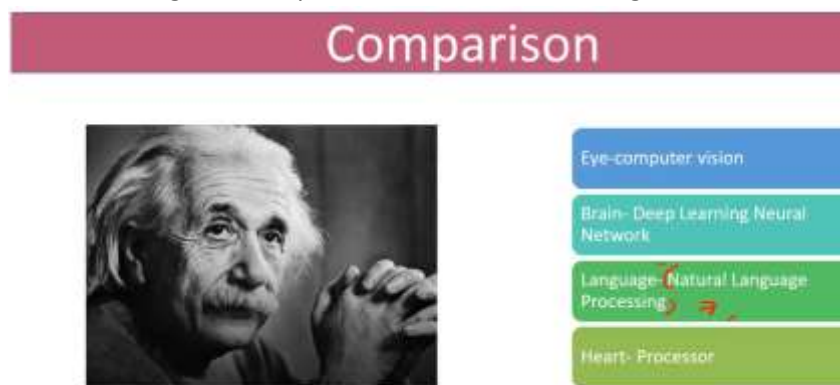 Comparison
Eye-computer vision
Brain- Deep Learning Neural
Network
Language- Natural Language
Processing
Heart- Processor